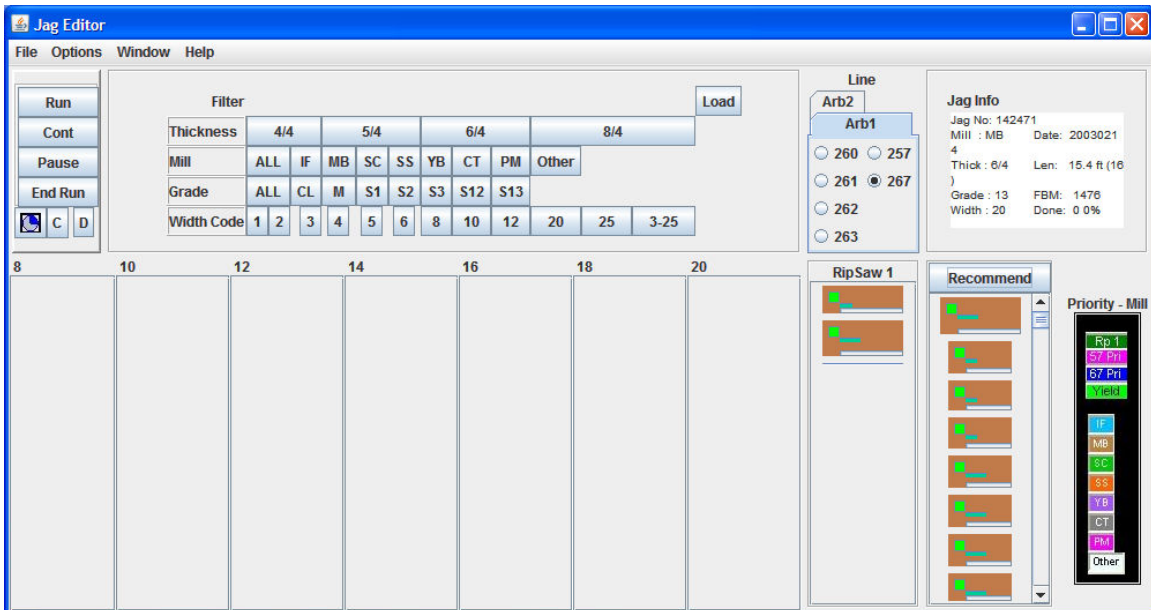 Jag Editor
File Options Window Help
Run
Cont
Pause
End Run
C D
Filter
Load
Thickness 4/4 5/4 6/4 8/4
Mill ALL IF MB SC SS YB CT PM Other
Grade ALL CL M S1 S2 S3 S12 S13
Width Code 1 2 3 4 5 6 8 10 12 20 25 3-25
Line
Arb2
Arb1
260 257
261 267
262
263
Jag Info
Jag No: 142471
Mill : MB Date: 2003021
4
Thick : 6/4 Len: 15.4 ft (16
)
Grade : 13 FBM: 1476
Width : 20 Done: 0 0%
8 10 12 14 16 18 20
RipSaw 1
Recommend
Priority - Mill
Rp 1
57 Pri
67 Pri
Yield
IF
MB
SC
SS
YB
CT
PM
Other